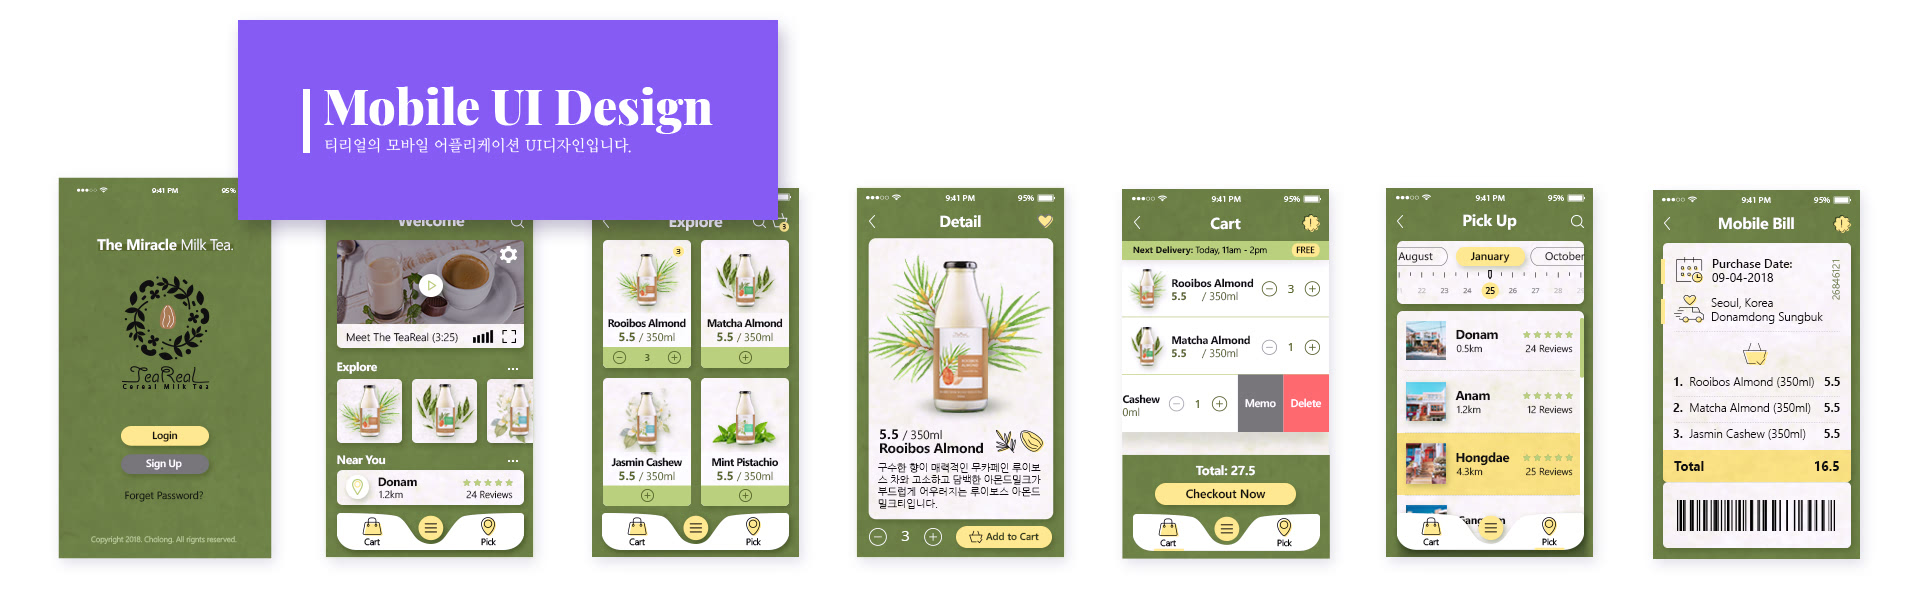 Mobile UI Design
티리얼의 모바일 어플리케이션 UI디자인입니다.
9:41 PM
95%
The Miracle Milk Tea.
TeaReal
Cereal Milk Tea
Login
Sign Up
Forget Password?
Copyright 2018. Cholong. All rignts reserved.
Welcome
Meet The TeaReal (3:25)
Explore
Near You
Donam
1.2km
24 Reviews
Cart
Pick
Explore
3
3
Rooibos Almond
5.5 / 350ml
3
Matcha Almond
5.5 / 350ml
Jasmin Cashew
5.5 / 350ml
Mint Pistachio
5.5 / 350ml
Cart
Pick
9:41 PM
95%
Detail
5.5 / 350ml
Rooibos Almond
구수한 향이 매력적인 무카페인 루이보
스 차와 고소하고 담백한 아몬드밀크가
부드럽게 어우러지는 루이보스 아몬드
밀크티입니다.
3
Add to Cart
9:41 PM
95%
Cart
Next Delivery: Today, 11am - 2pm
FREE
Rooibos Almond
5.5 / 350ml
3
Matcha Almond
5.5 / 350ml
1
Cashew
0ml
1
Memo
Delete
Total: 27.5
Checkout Now
Cart
Pick
9:41 PM
95%
Pick Up
August
January
October
22 23 24 25 26 27 28
Donam
0.5km
24 Reviews
Anam
1.2km
12 Reviews
Hongdae
4.3km
25 Reviews
Cart
Pick
9:41 PM
95%
Mobile Bill
Purchase Date:
09-04-2018
26846121
Seoul, Korea
Donamdong Sungbuk
1. Rooibos Almond (350ml) 5.5
2. Matcha Almond (350ml) 5.5
3. Jasmin Cashew (350ml) 5.5
Total 16.5